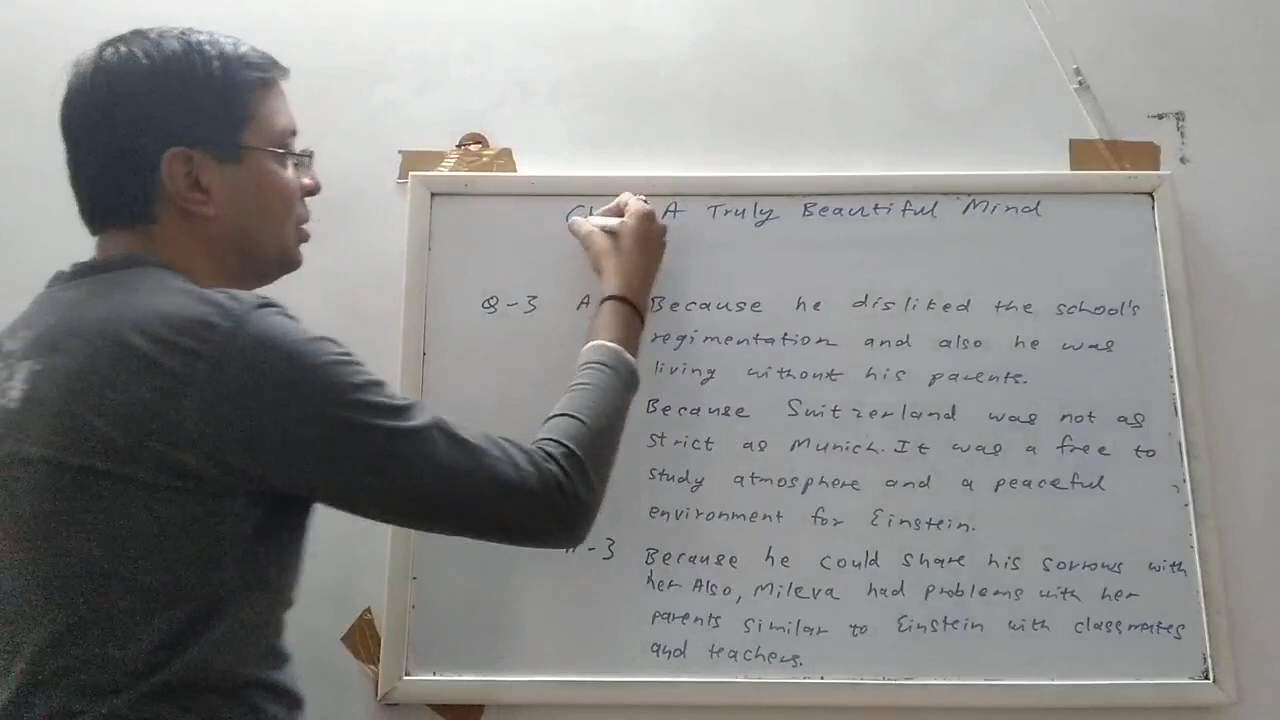 A Truly Beautiful Mind
Q-3 A Because he disliked the school's
regimentation and also he was
living without his parents.
Because Switzerland was not as
strict as Munich. It was a free to
study atmosphere and a peaceful
environment for Einstein.
-3 Because he could share his sorrows with
her Also, Mileva had problems with her
parents similar to Einstein with classmates
and teachers.